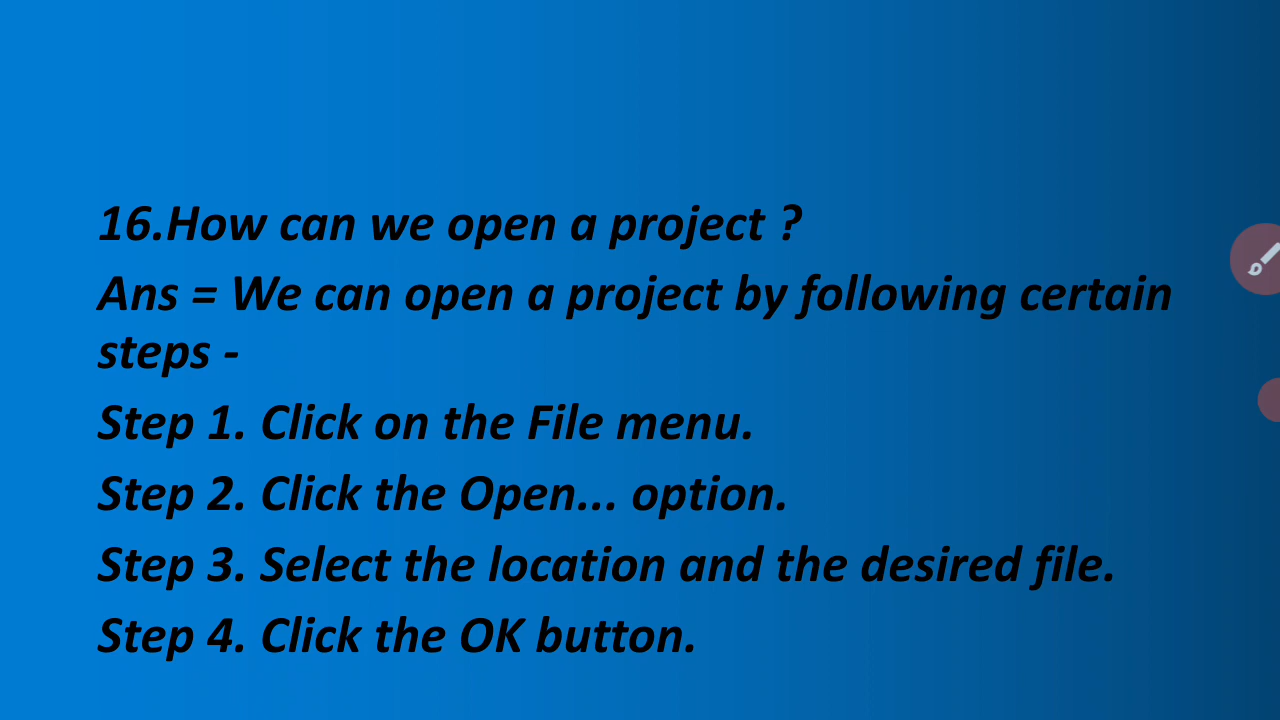 16.How can we open a project ?
Ans = We can open a project by following certain
steps -
Step 1. Click on the File menu.
Step 2. Click the Open... option.
Step 3. Select the location and the desired file.
Step 4. Click the OK button.